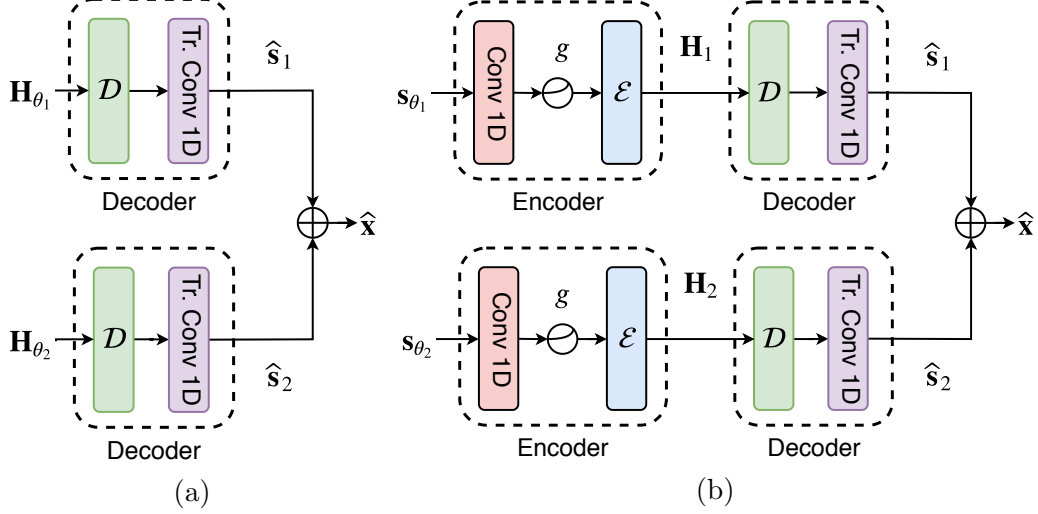 H_θ₁
𝒟
Tr. Conv 1D
ŝ₁
Decoder
H_θ₂
𝒟
Tr. Conv 1D
ŝ₂
Decoder
x̂
(a)
s_θ₁
Conv 1D
g
ℰ
Encoder
H₁
𝒟
Tr. Conv 1D
ŝ₁
Decoder
s_θ₂
Conv 1D
g
ℰ
Encoder
H₂
𝒟
Tr. Conv 1D
ŝ₂
Decoder
x̂
(b)